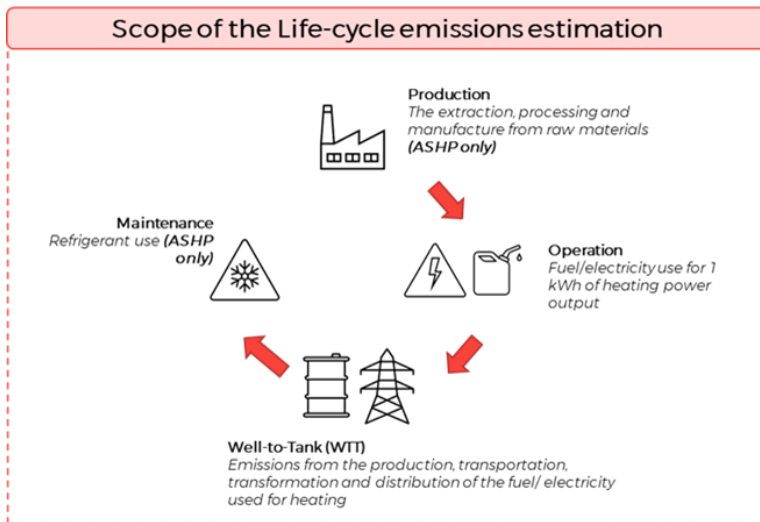 Scope of the Life-cycle emissions estimation
Production
The extraction, processing and
manufacture from raw materials
(ASHP only)
Maintenance
Refrigerant use (ASHP
only)
Operation
Fuel/electricity use for 1
kWh of heating power
output
Well-to-Tank (WTT)
Emissions from the production, transportation,
transformation and distribution of the fuel/ electricity
used for heating